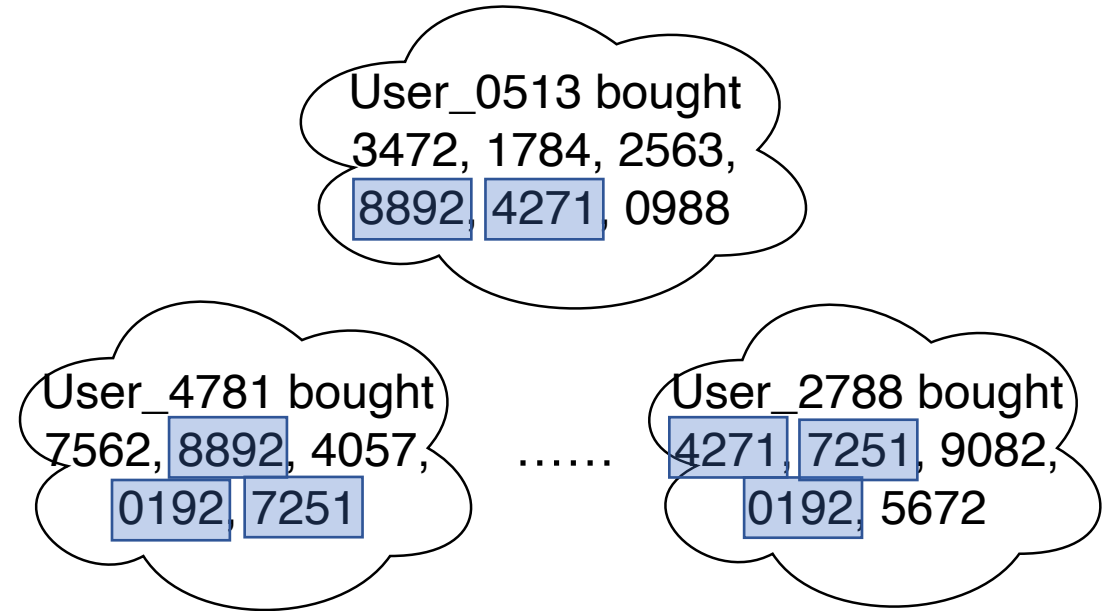 User_0513 bought
3472, 1784, 2563,
8892, 4271, 0988
User_4781 bought
7562, 8892, 4057,
0192, 7251
......
User_2788 bought
4271, 7251, 9082,
0192, 5672